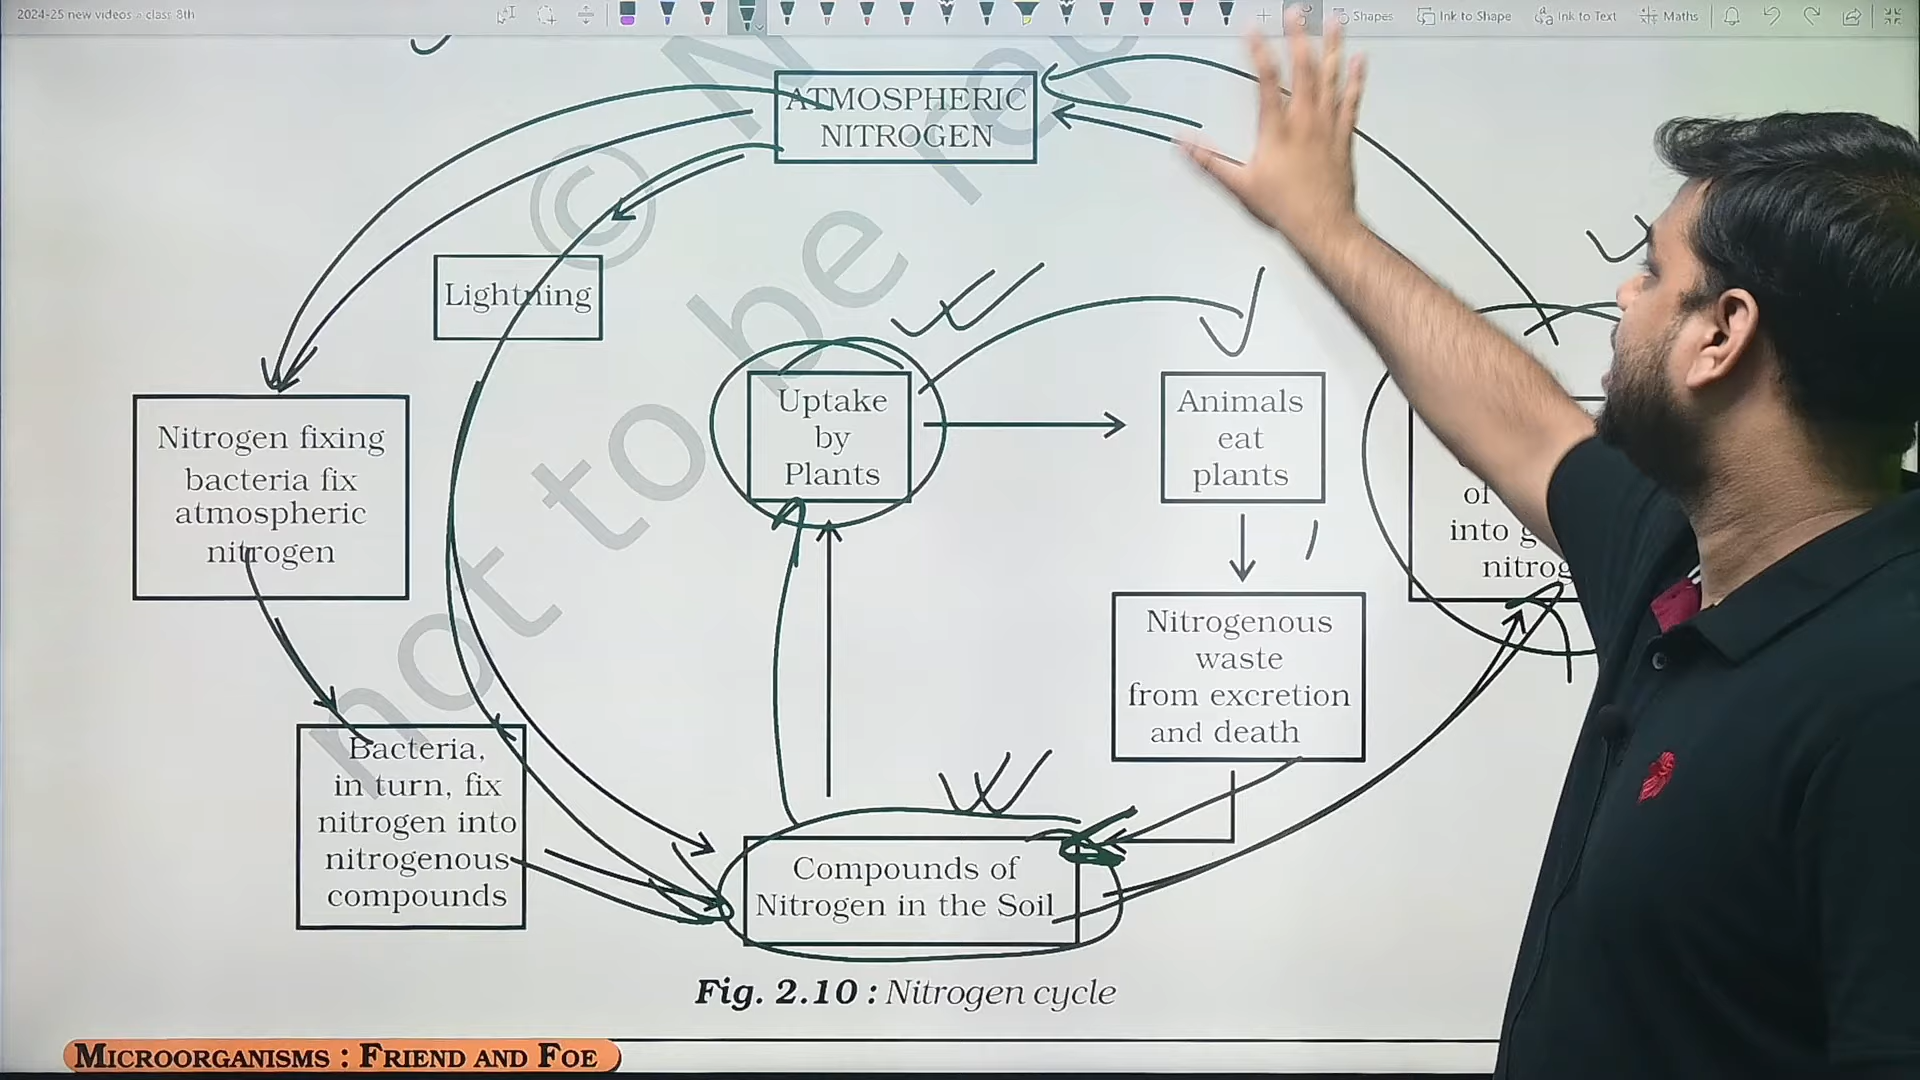 2024-25 new videos a class 8th
Shapes
Ink to Shape
Ink to Text
Maths
ATMOSPHERIC
NITROGEN
Lightning
Nitrogen fixing
bacteria fix
atmospheric
nitrogen
Uptake
by
Plants
Animals
eat
plants
of
into
Nitrogenous
waste
from excretion
and death
Bacteria,
in turn, fix
nitrogen into
nitrogenous
compounds
Compounds of
Nitrogen in the Soil
Fig. 2.10 : Nitrogen cycle
MICROORGANISMS : FRIEND AND FOE
©
not to be